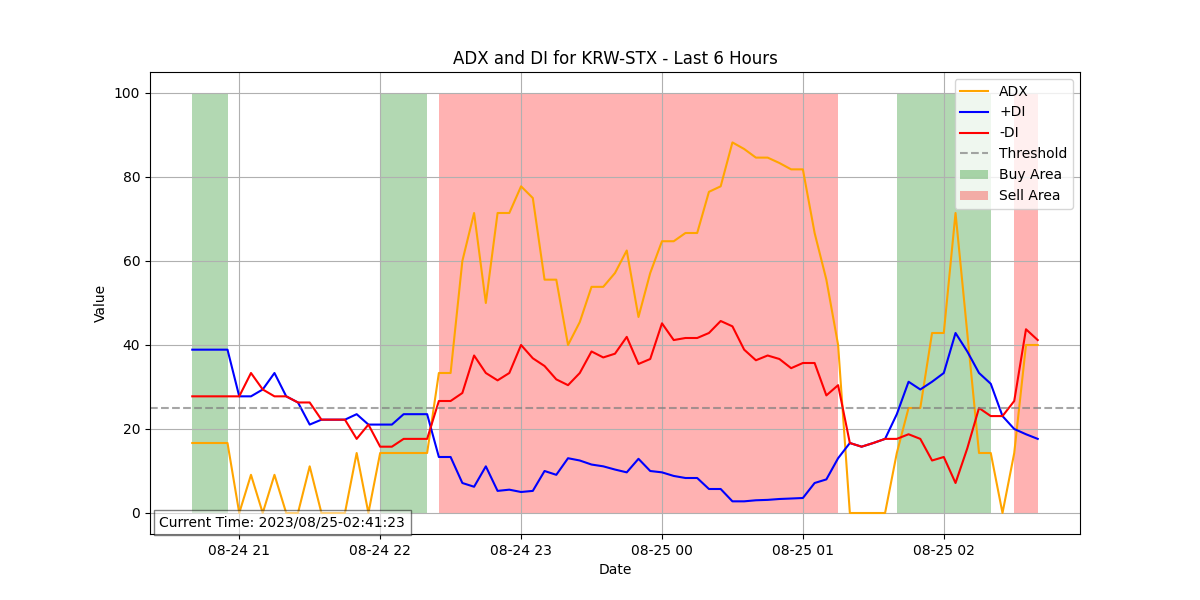 ADX and DI for KRW-STX - Last 6 Hours
100
80
60
40
20
0
Value
ADX
+DI
-DI
Threshold
Buy Area
Sell Area
Current Time: 2023/08/25-02:41:23
08-24 21
08-24 22
08-24 23
08-25 00
08-25 01
08-25 02
Date